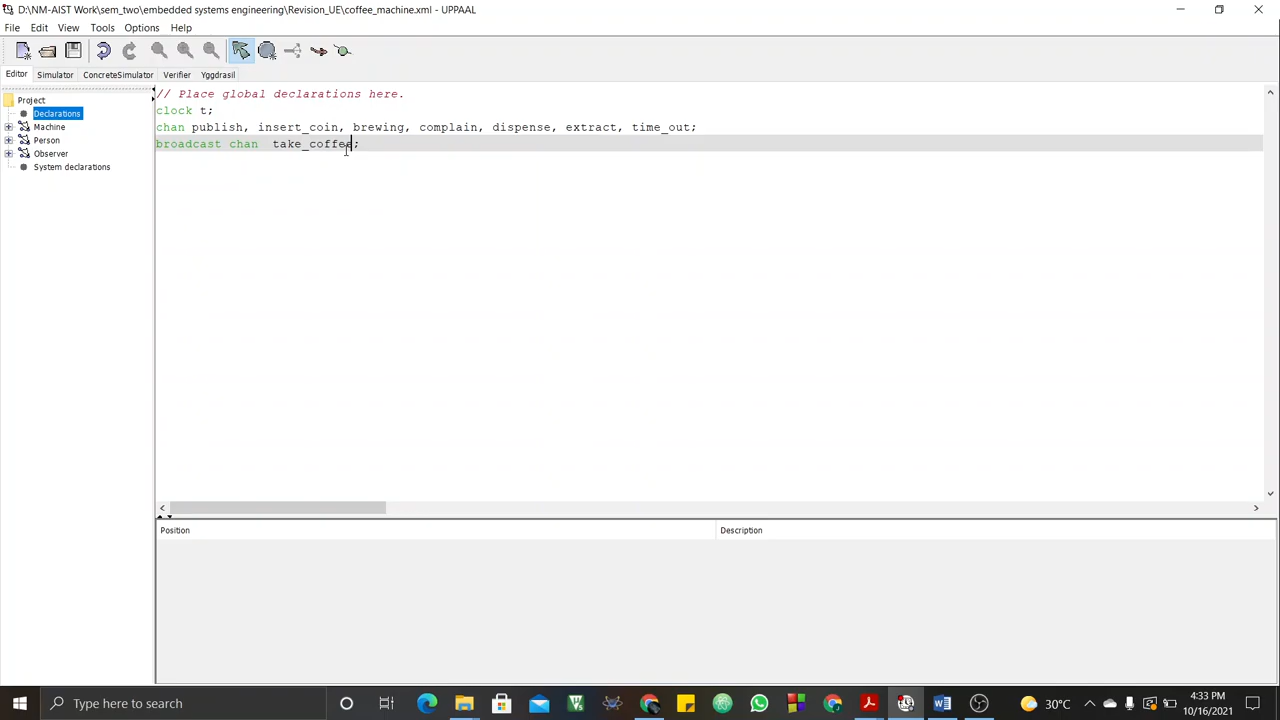 D:\NM-AIST Work\sem_two\embedded systems engineering\Revision_UE\coffee_machine.xml - UPPAAL
File Edit View Tools Options Help
Editor Simulator ConcreteSimulator Verifier Yggdrasil
Project
Declarations
Machine
Person
Observer
System declarations
// Place global declarations here.
clock t;
chan publish, insert_coin, brewing, complain, dispense, extract, time_out;
broadcast chan  take_coffee;
Position Description
Type here to search
30°C
4:33 PM
10/16/2021